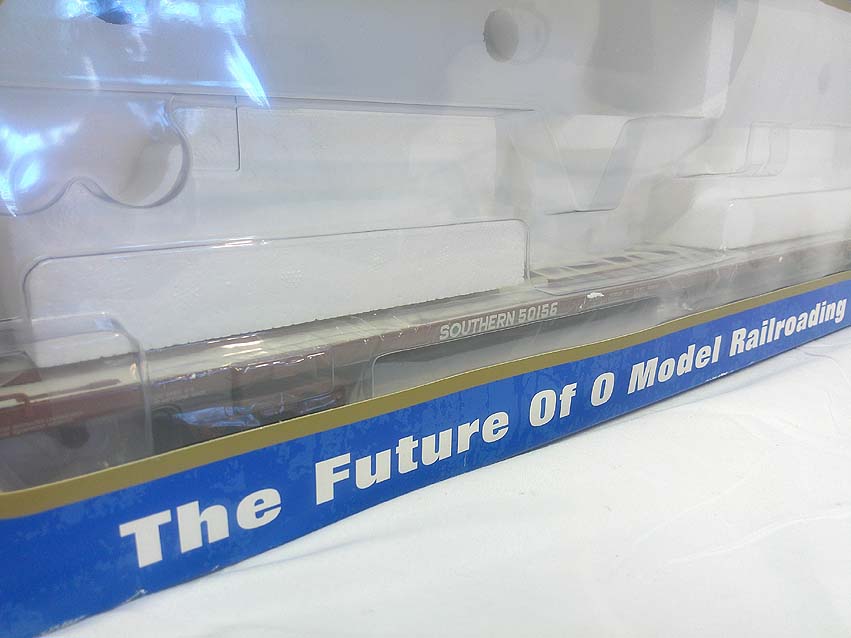 SOUTHERN 50156
The Future Of O Model Railroading